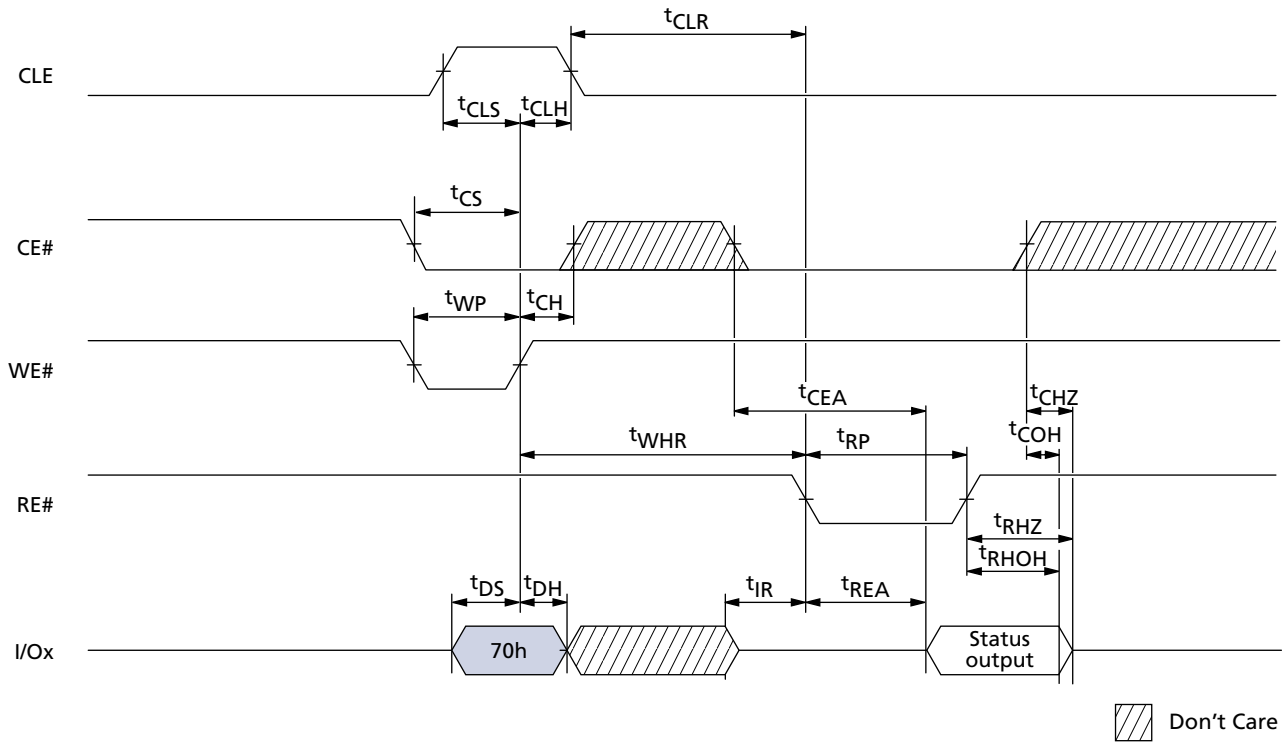 tCLR
CLE
tCLS tCLH
tCS
CE#
tWP tCH
WE#
tCEA tCHZ
tWHR tRP tCOH
RE#
tRHZ
tRHOH
tDS tDH tIR tREA
I/Ox 70h Status
output
Don't Care